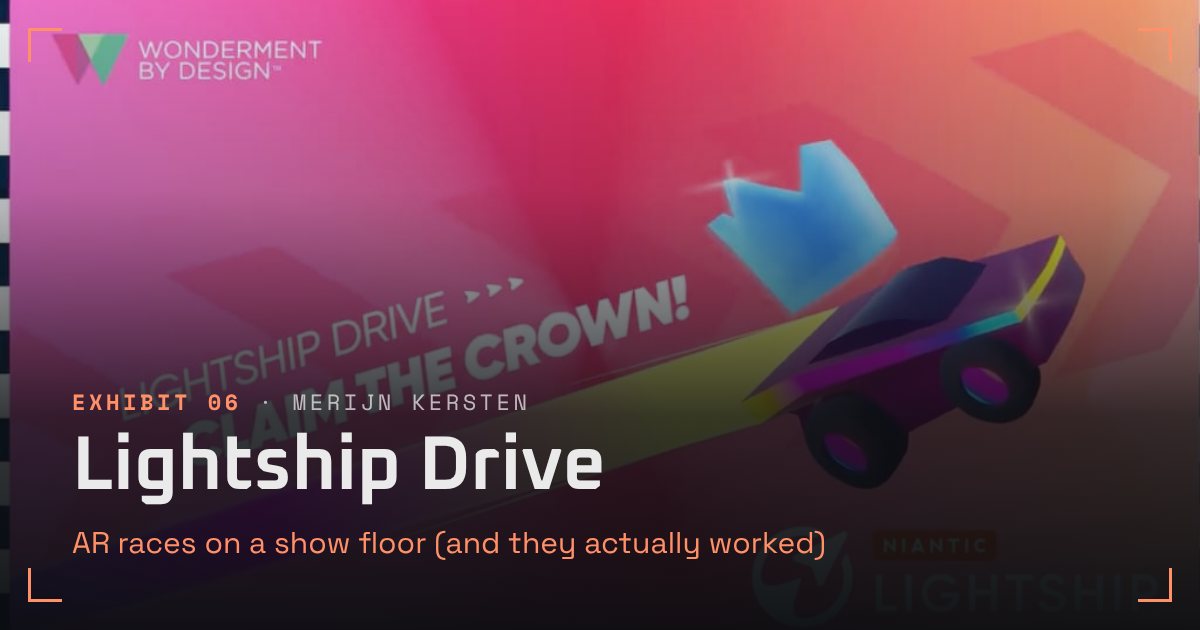 WONDERMENT
BY DESIGN™
LIGHTSHIP DRIVE >>>
CLAIM THE CROWN!
EXHIBIT 06 · MERIJN KERSTEN
Lightship Drive
AR races on a show floor (and they actually worked)
NIANTIC
LIGHTSHIP